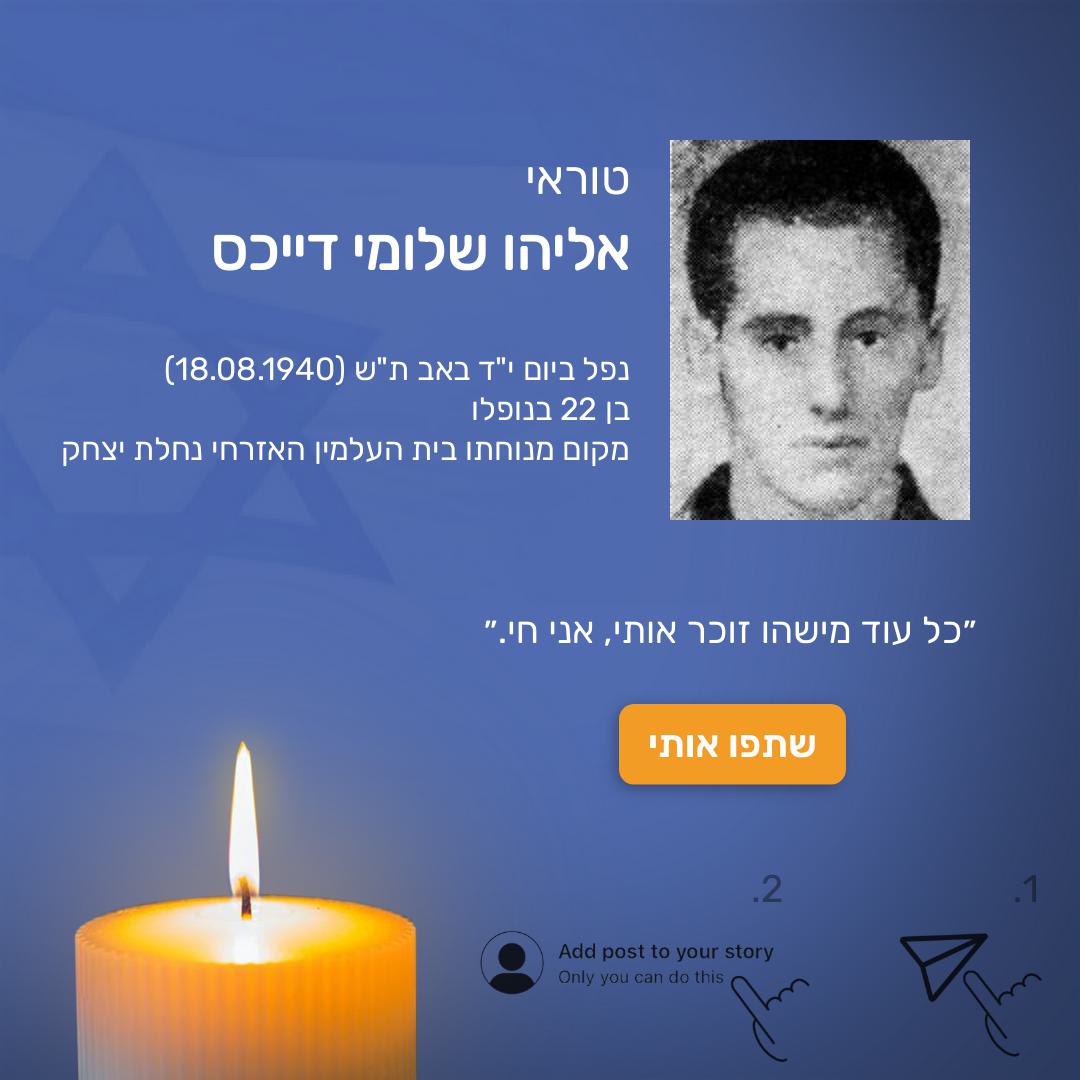 טוראי
אליהו שלומי דייכס
נפל ביום י"ד באב ת"ש (18.08.1940)
בן 22 בנופלו
מקום מנוחתו בית העלמין האזרחי נחלת יצחק
״כל עוד מישהו זוכר אותי, אני חי.״
שתפו אותי
.1
.2
Add post to your story
Only you can do this